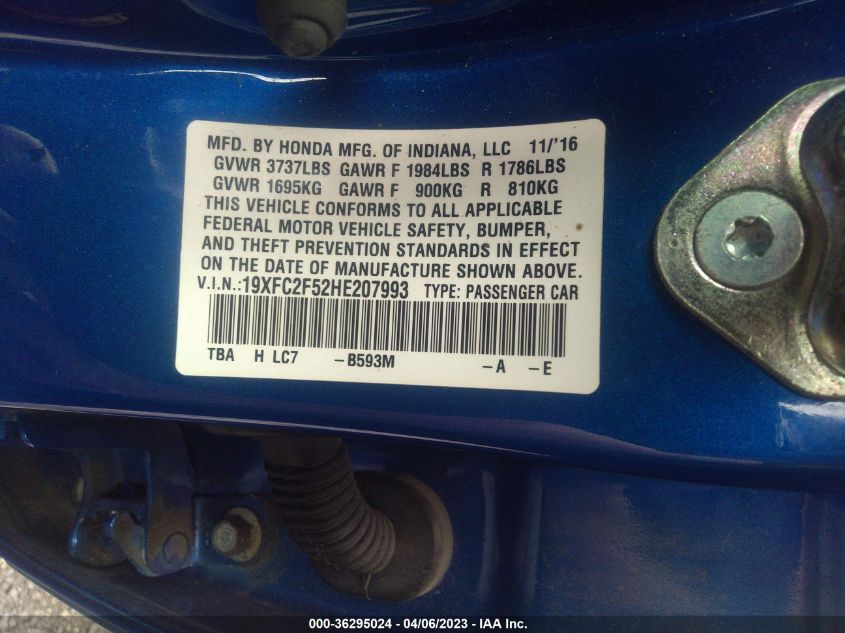 MFD. BY HONDA MFG. OF INDIANA, LLC 11/'16
GVWR 3737LBS GAWR F 1984LBS R 1786LBS
GVWR 1695KG GAWR F 900KG R 810KG
THIS VEHICLE CONFORMS TO ALL APPLICABLE
FEDERAL MOTOR VEHICLE SAFETY, BUMPER,
AND THEFT PREVENTION STANDARDS IN EFFECT
ON THE DATE OF MANUFACTURE SHOWN ABOVE.
V.I.N.:19XFC2F52HE207993 TYPE: PASSENGER CAR
TBA H LC7 -B593M -A -E
000-36295024 - 04/06/2023 - IAA Inc.